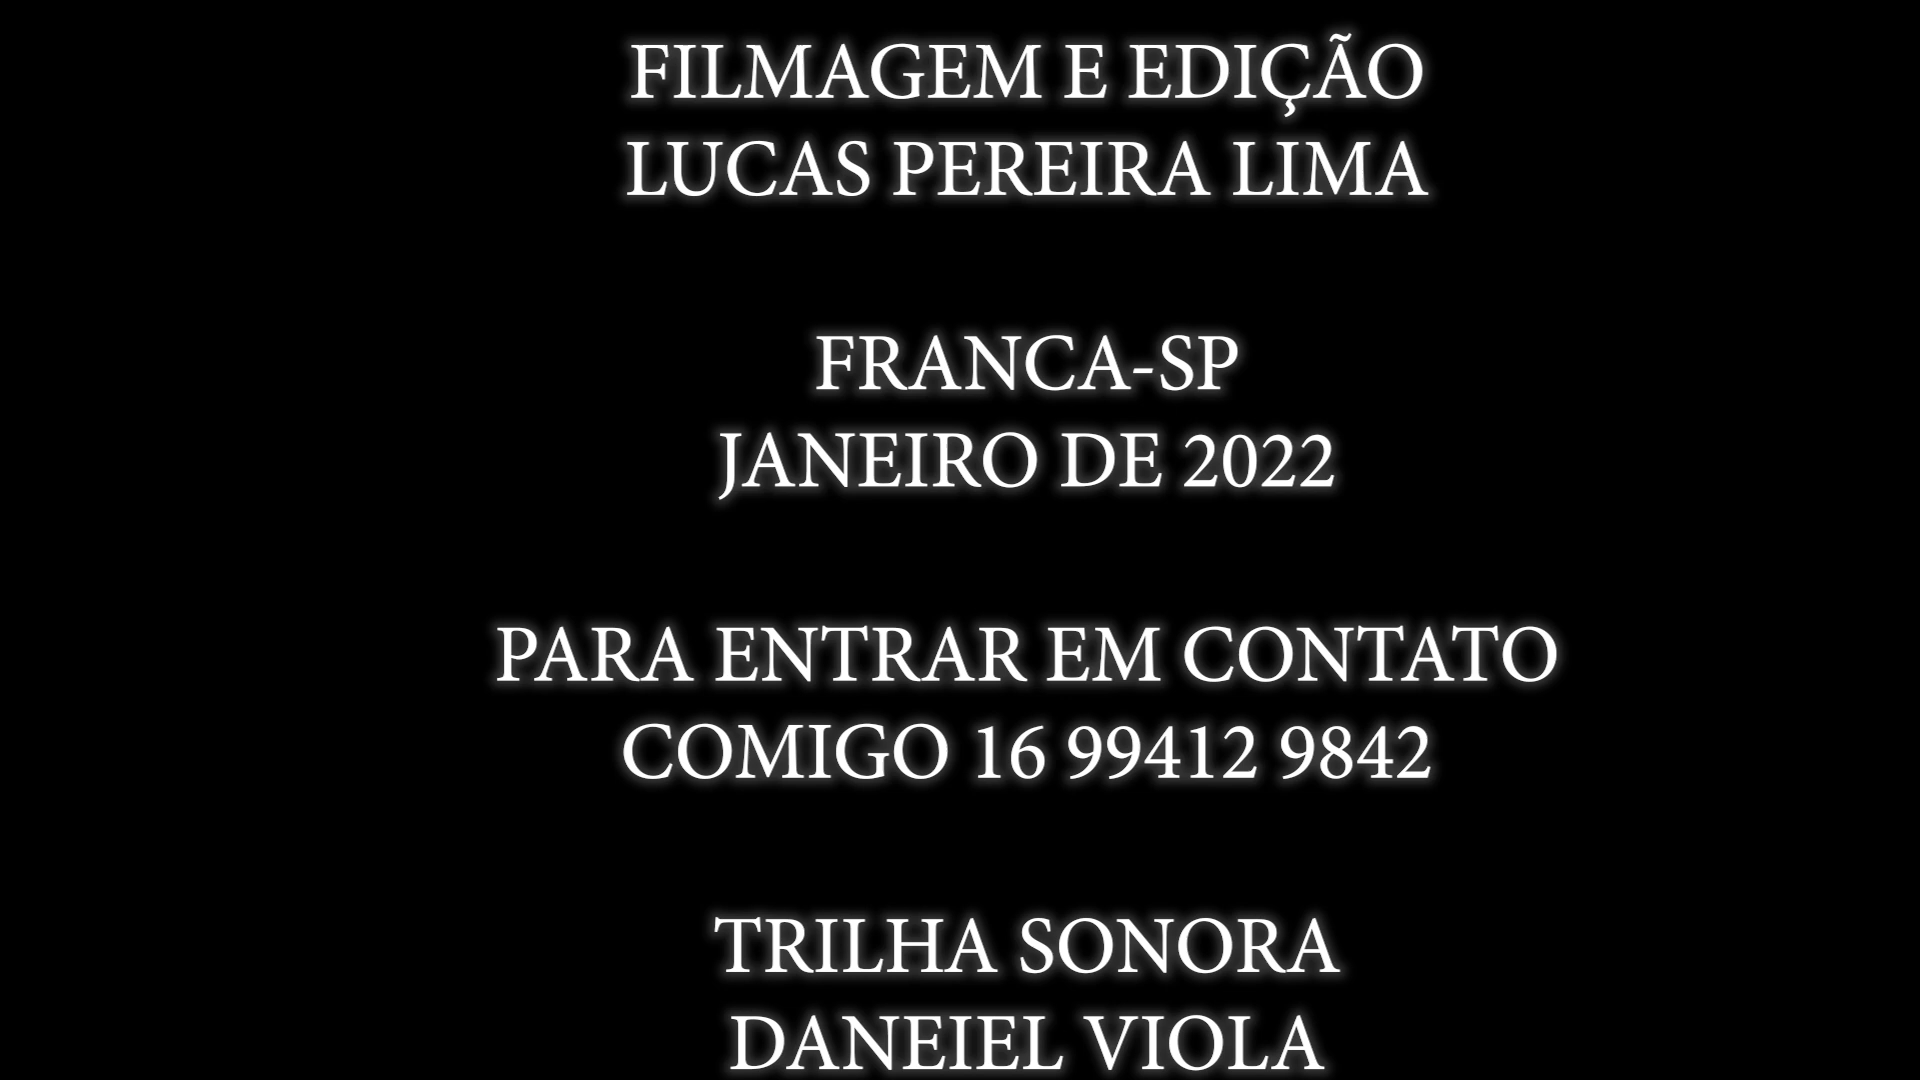 FILMAGEM E EDIÇÃO
LUCAS PEREIRA LIMA
FRANCA-SP
JANEIRO DE 2022
PARA ENTRAR EM CONTATO
COMIGO 16 99412 9842
TRILHA SONORA
DANEIEL VIOLA